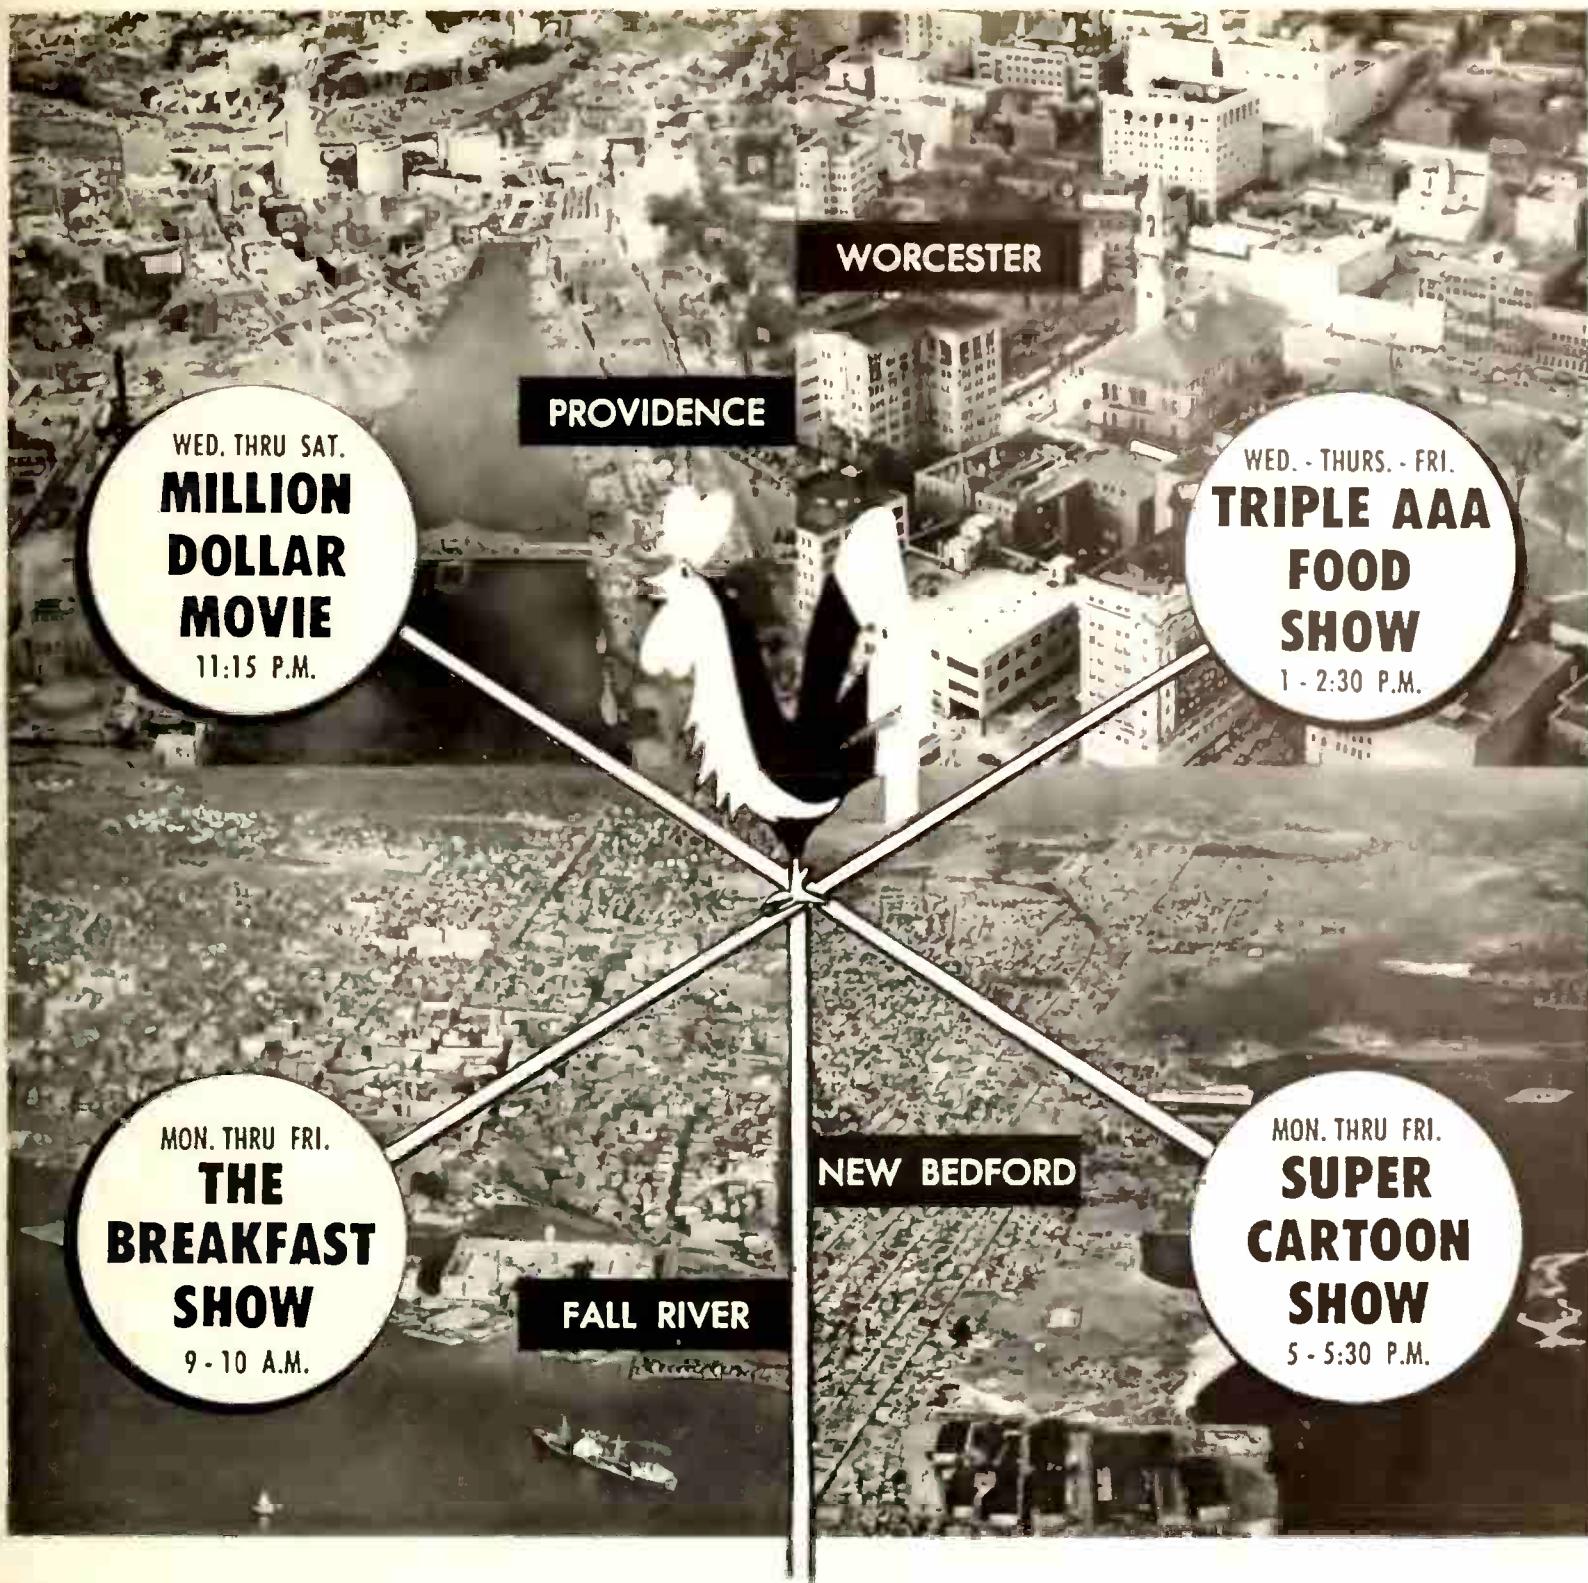 WORCESTER
PROVIDENCE
WED. THRU SAT.
MILLION
DOLLAR
MOVIE
11:15 P.M.
WED. - THURS. - FRI.
TRIPLE AAA
FOOD
SHOW
1 - 2:30 P.M.
MON. THRU FRI.
THE
BREAKFAST
SHOW
9 - 10 A.M.
NEW BEDFORD
FALL RIVER
MON. THRU FRI.
SUPER
CARTOON
SHOW
5 - 5:30 P.M.